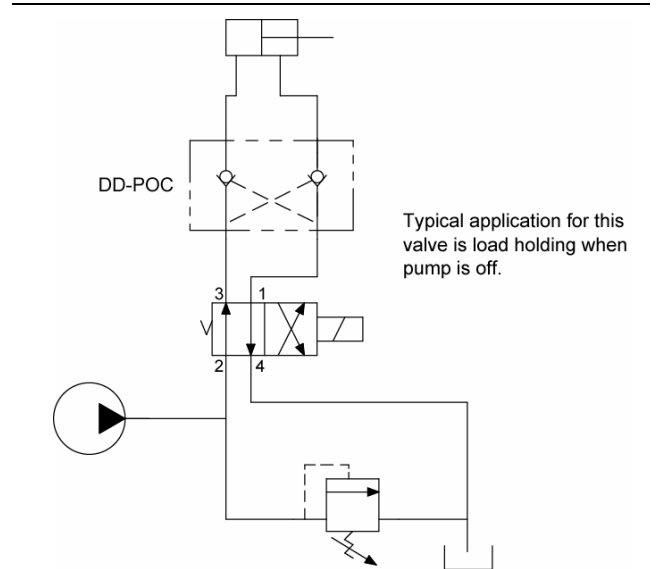 DD-POC
Typical application for this
valve is load holding when
pump is off.
3 1
2 4